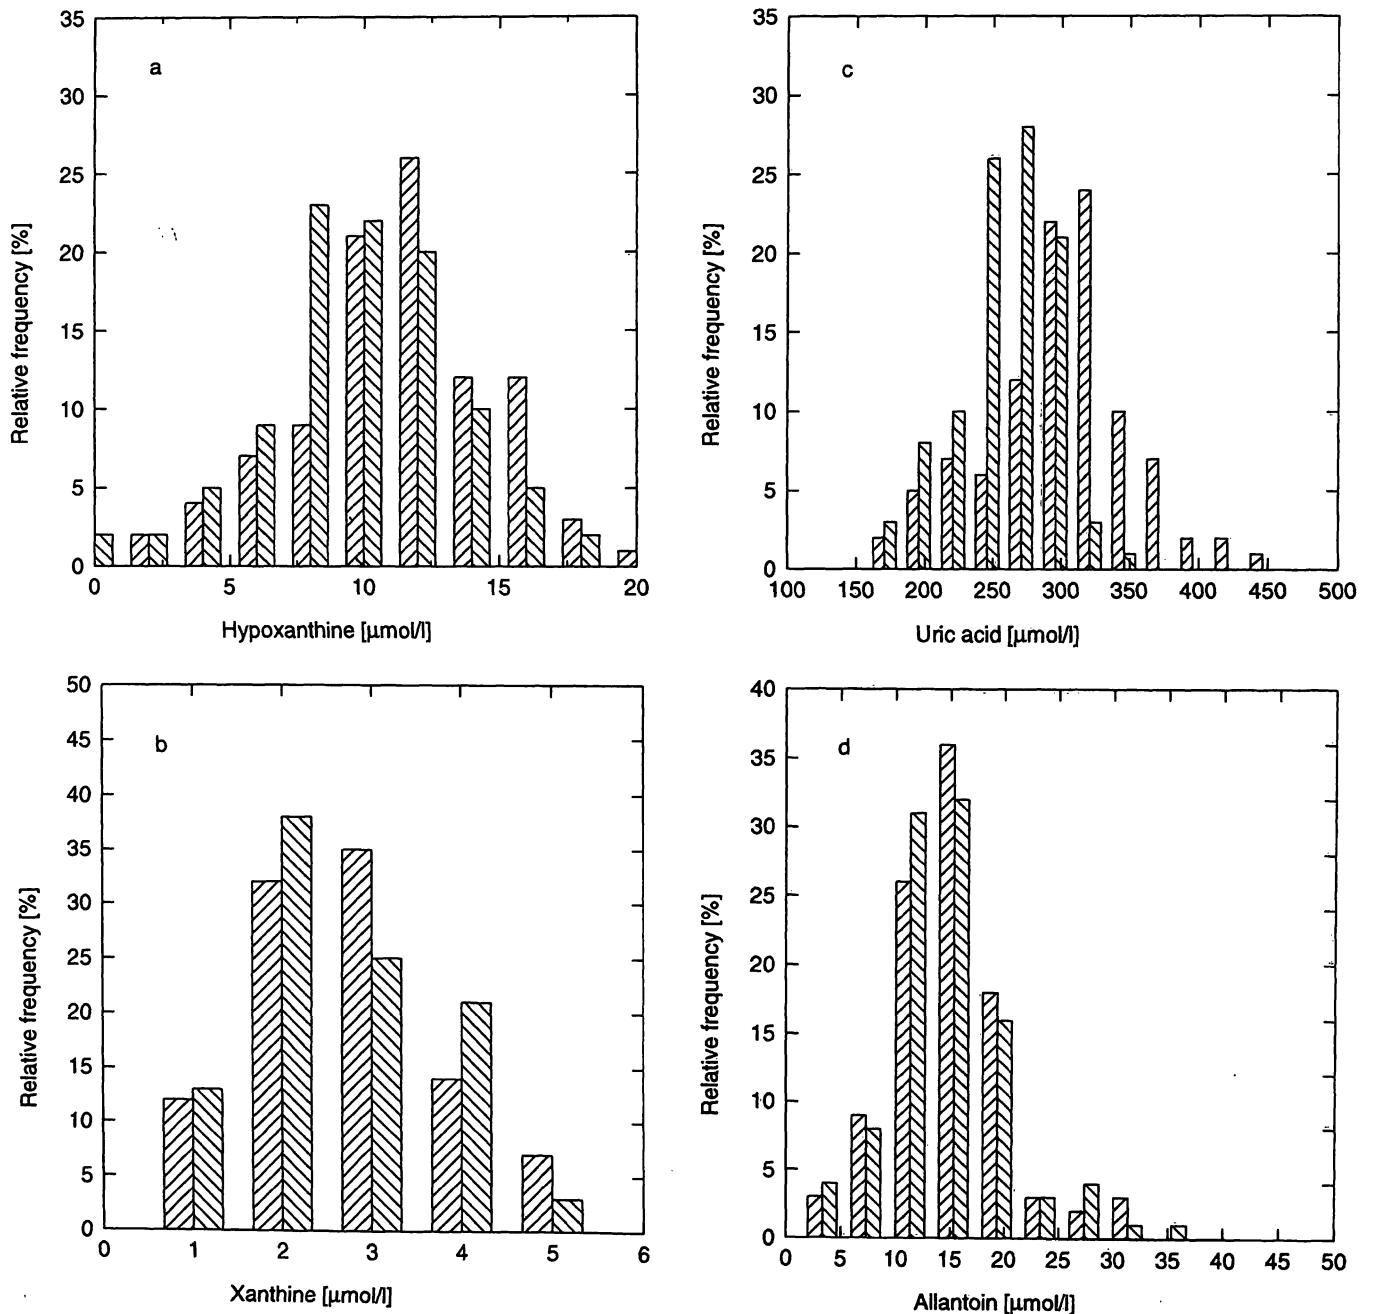 35
30
25
20
15
10
5
0
a
Relative frequency [%]
0 5 10 15 20
Hypoxanthine [μmol/l]
35
30
25
20
15
10
5
0
c
Relative frequency [%]
100 150 200 250 300 350 400 450 500
Uric acid [μmol/l]
50
45
40
35
30
25
20
15
10
5
0
b
Relative frequency [%]
0 1 2 3 4 5 6
Xanthine [μmol/l]
40
35
30
25
20
15
10
5
0
d
Relative frequency [%]
0 5 10 15 20 25 30 35 40 45 50
Allantoin [μmol/l]